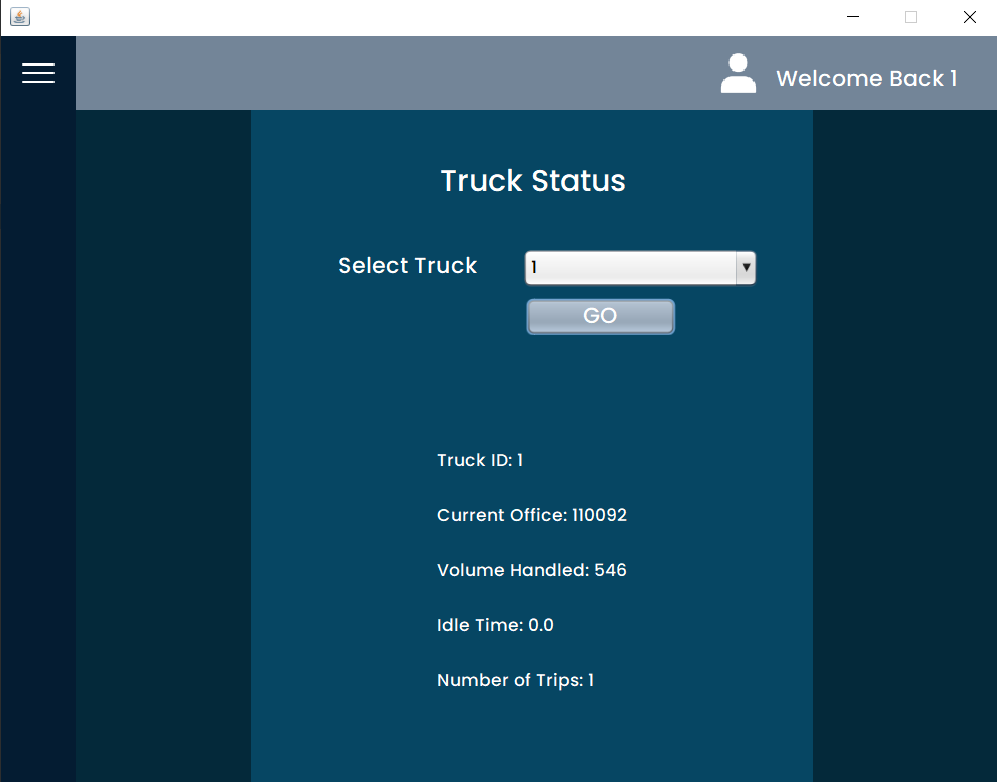 Welcome Back 1
Truck Status
Select Truck 1
GO
Truck ID: 1
Current Office: 110092
Volume Handled: 546
Idle Time: 0.0
Number of Trips: 1